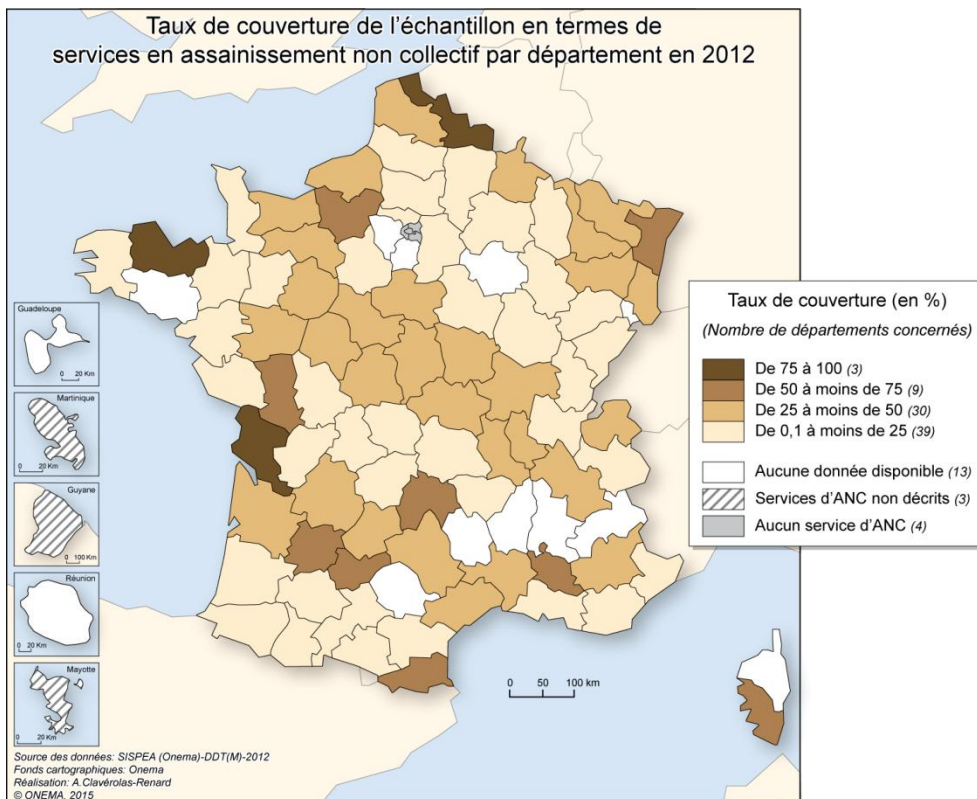 Taux de couverture de l'échantillon en termes de
services en assainissement non collectif par département en 2012
Guadeloupe
0 20 Km
Martinique
0 20 Km
Guyane
0 100 Km
Réunion
0 20 Km
Mayotte
0 20 Km
Taux de couverture (en %)
(Nombre de départements concernés)
De 75 à 100 (3)
De 50 à moins de 75 (9)
De 25 à moins de 50 (30)
De 0,1 à moins de 25 (39)
Aucune donnée disponible (13)
Services d'ANC non décrits (3)
Aucun service d'ANC (4)
0 50 100 km
Source des données: SISPEA (Onema)-DDT(M)-2012
Fonds cartographiques: Onema
Réalisation: A.Clavérolas-Renard
© ONEMA, 2015